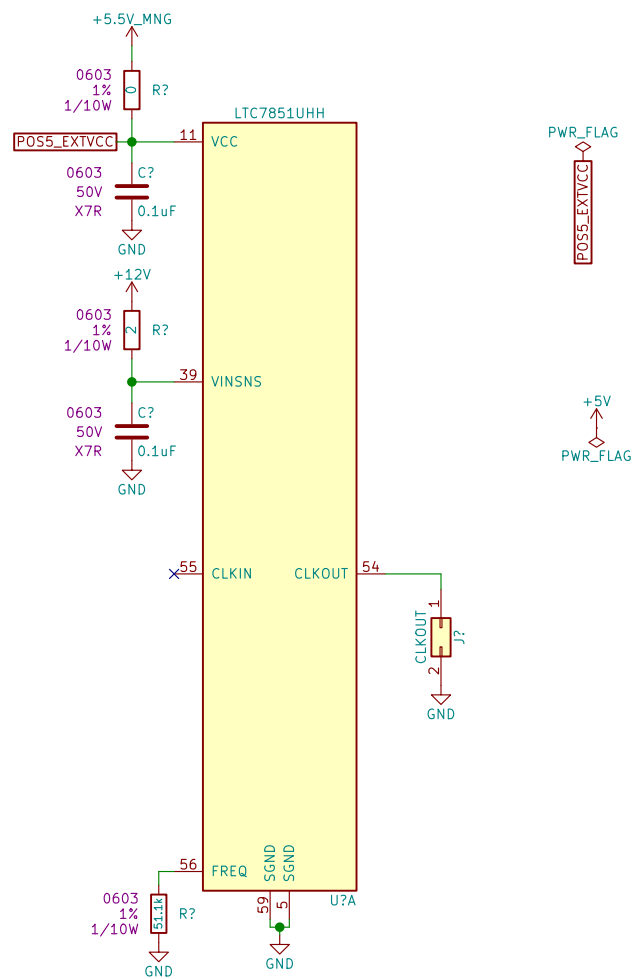 +5.5V_MNG
0603
1%
1/10W
0
R?
POS5_EXTVCC
0603
50V
X7R
C?
0.1uF
GND
+12V
0603
1%
1/10W
2
R?
0603
50V
X7R
C?
0.1uF
GND
LTC7851UHH
11
VCC
39
VINSNS
55
CLKIN
CLKOUT
54
1
CLKOUT
J?
2
GND
56
FREQ
SGND
SGND
59
5
U?A
GND
0603
1%
1/10W
51.1k
R?
GND
PWR_FLAG
POS5_EXTVCC
+5V
PWR_FLAG